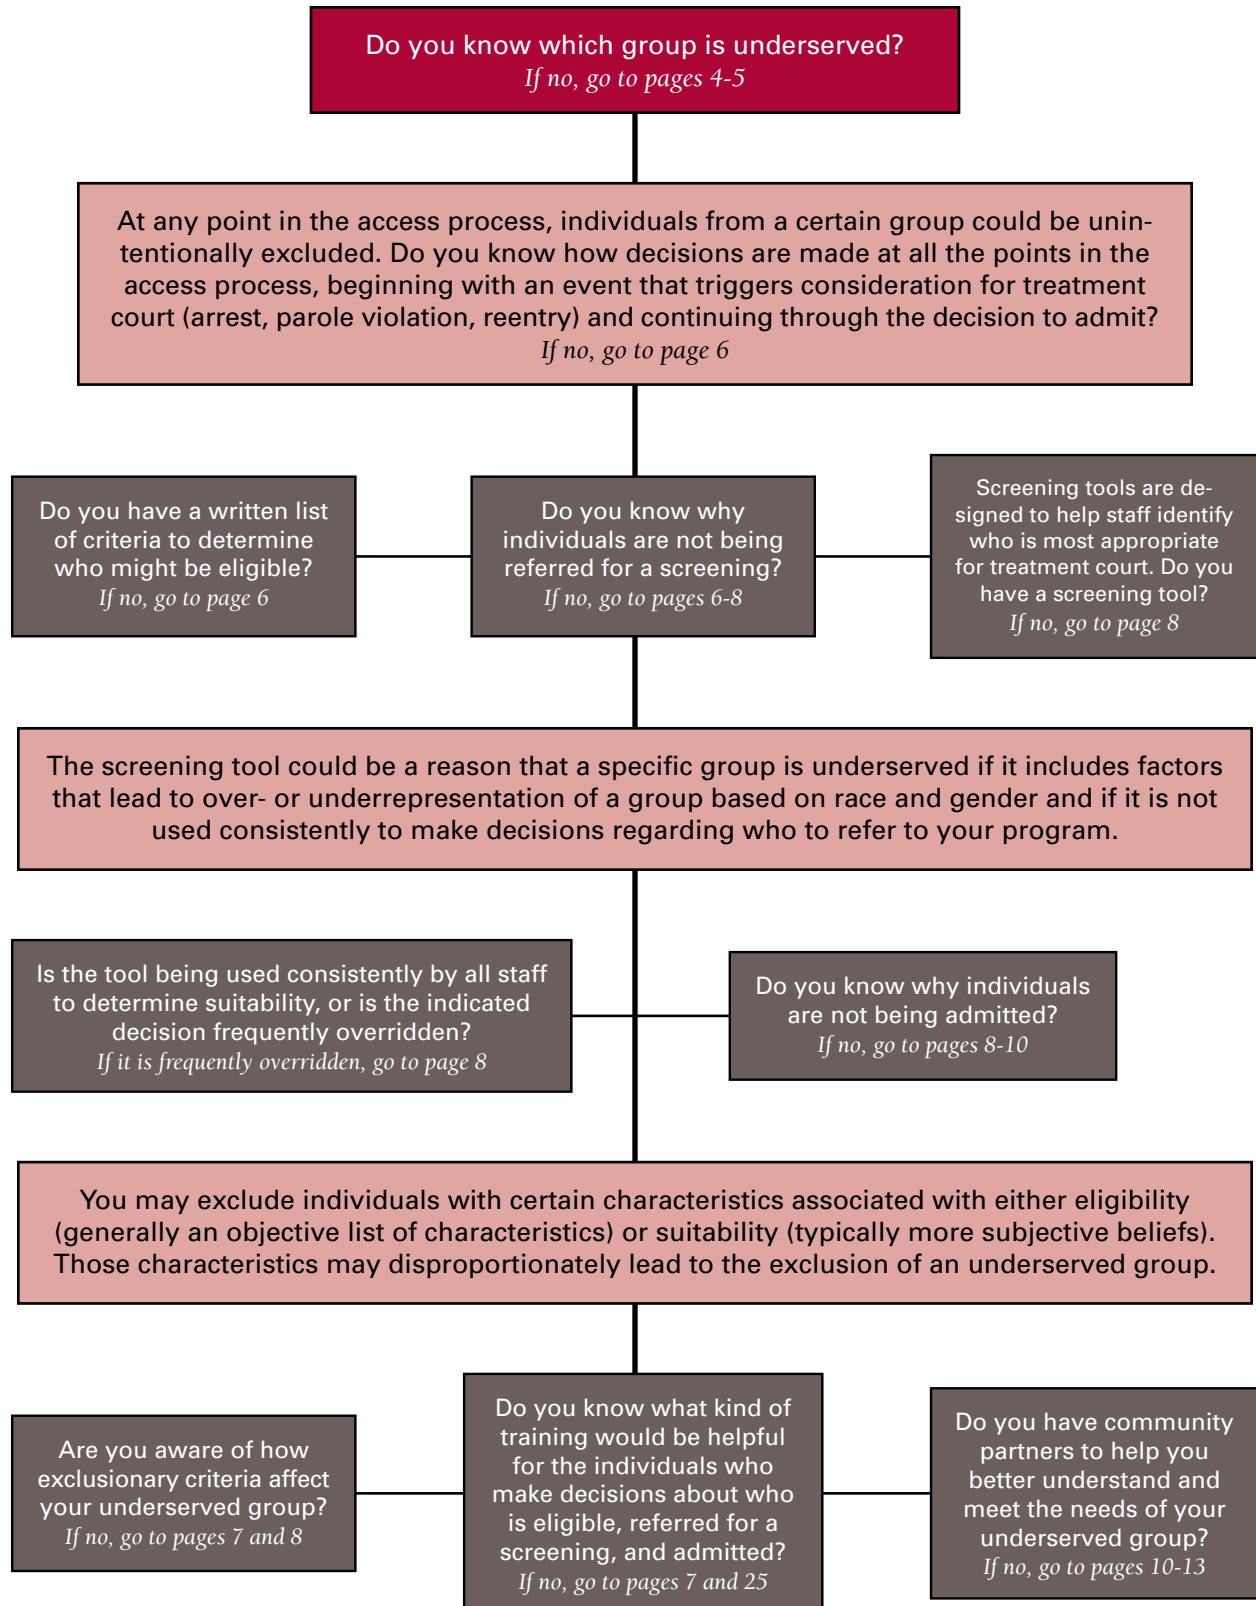 Do you know which group is underserved?
If no, go to pages 4-5
At any point in the access process, individuals from a certain group could be unin-
tentionally excluded. Do you know how decisions are made at all the points in the
access process, beginning with an event that triggers consideration for treatment
court (arrest, parole violation, reentry) and continuing through the decision to admit?
If no, go to page 6
Do you have a written list
of criteria to determine
who might be eligible?
If no, go to page 6
Do you know why
individuals are not being
referred for a screening?
If no, go to pages 6-8
Screening tools are de-
signed to help staff identify
who is most appropriate
for treatment court. Do you
have a screening tool?
If no, go to page 8
The screening tool could be a reason that a specific group is underserved if it includes factors
that lead to over- or underrepresentation of a group based on race and gender and if it is not
used consistently to make decisions regarding who to refer to your program.
Is the tool being used consistently by all staff
to determine suitability, or is the indicated
decision frequently overridden?
If it is frequently overridden, go to page 8
Do you know why individuals
are not being admitted?
If no, go to pages 8-10
You may exclude individuals with certain characteristics associated with either eligibility
(generally an objective list of characteristics) or suitability (typically more subjective beliefs).
Those characteristics may disproportionately lead to the exclusion of an underserved group.
Are you aware of how
exclusionary criteria affect
your underserved group?
If no, go to pages 7 and 8
Do you know what kind of
training would be helpful
for the individuals who
make decisions about who
is eligible, referred for a
screening, and admitted?
If no, go to pages 7 and 25
Do you have community
partners to help you
better understand and
meet the needs of your
underserved group?
If no, go to pages 10-13